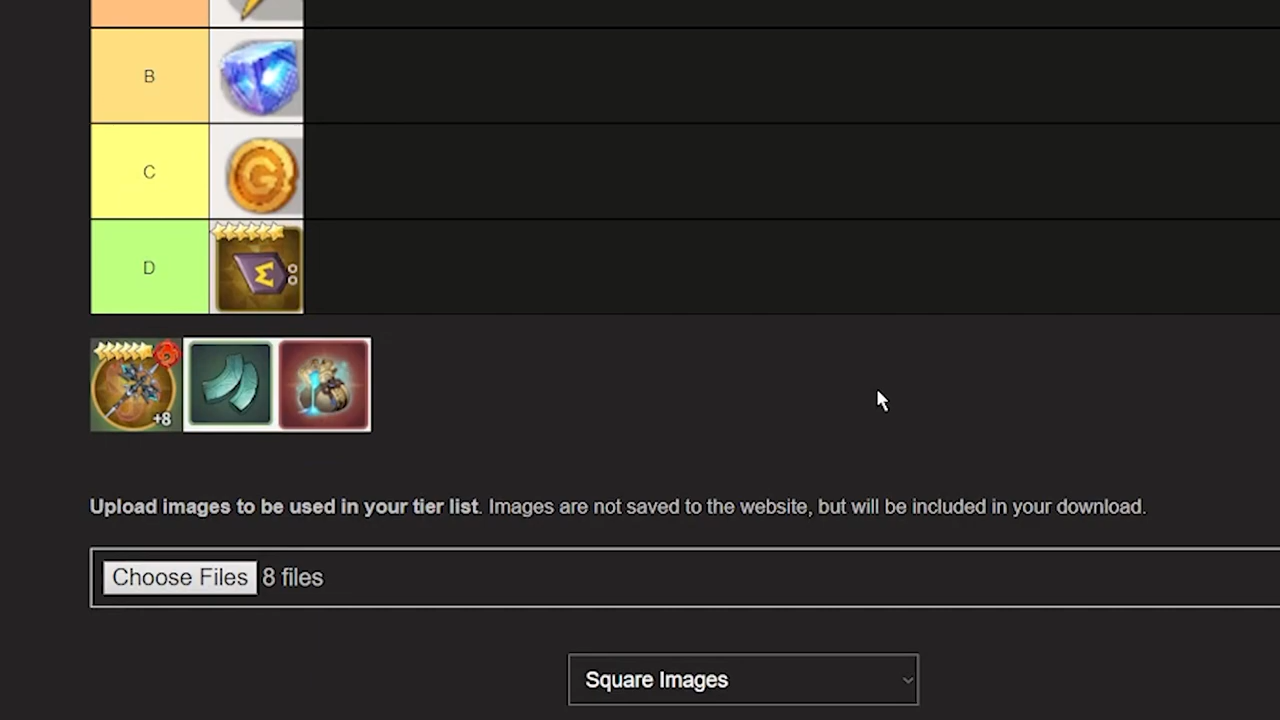 B
C
G
D
Σ
+8
Upload images to be used in your tier list. Images are not saved to the website, but will be included in your download.
Choose Files 8 files
Square Images